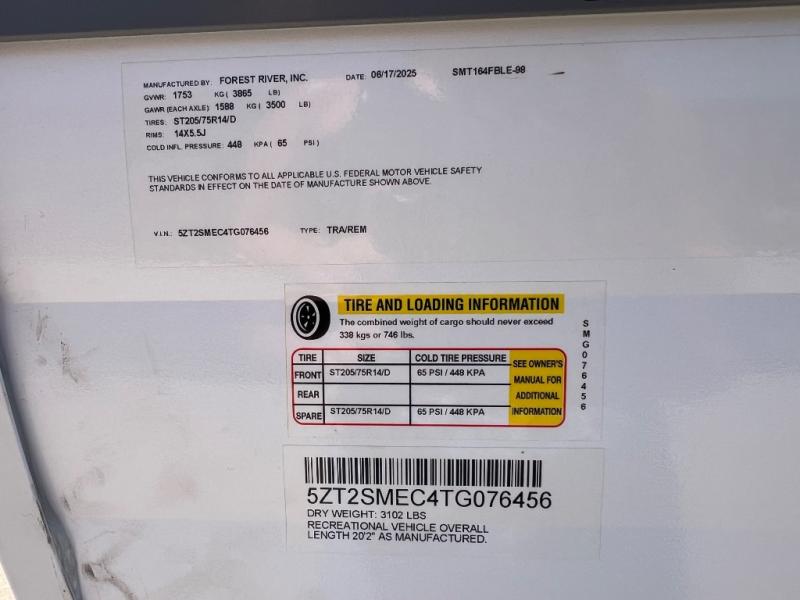 MANUFACTURED BY: FOREST RIVER, INC. DATE: 06/17/2025 SMT164FBLE-98
GVWR: 1753 KG ( 3865 LB)
GAWR (EACH AXLE) 1588 KG ( 3500 LB)
TIRES: ST205/75R14/D
RIMS: 14X5.5J
COLD INFL. PRESSURE: 448 KPA ( 65 PSI )
THIS VEHICLE CONFORMS TO ALL APPLICABLE U.S. FEDERAL MOTOR VEHICLE SAFETY
STANDARDS IN EFFECT ON THE DATE OF MANUFACTURE SHOWN ABOVE.
V.I.N.: 5ZT2SMEC4TG076456 TYPE: TRA/REM
TIRE AND LOADING INFORMATION
The combined weight of cargo should never exceed
338 kgs or 746 lbs.
TIRE SIZE COLD TIRE PRESSURE
FRONT ST205/75R14/D 65 PSI / 448 KPA
REAR
SPARE ST205/75R14/D 65 PSI / 448 KPA
SEE OWNER'S
MANUAL FOR
ADDITIONAL
INFORMATION
SMG076456
5ZT2SMEC4TG076456
DRY WEIGHT: 3102 LBS
RECREATIONAL VEHICLE OVERALL
LENGTH 20'2" AS MANUFACTURED.